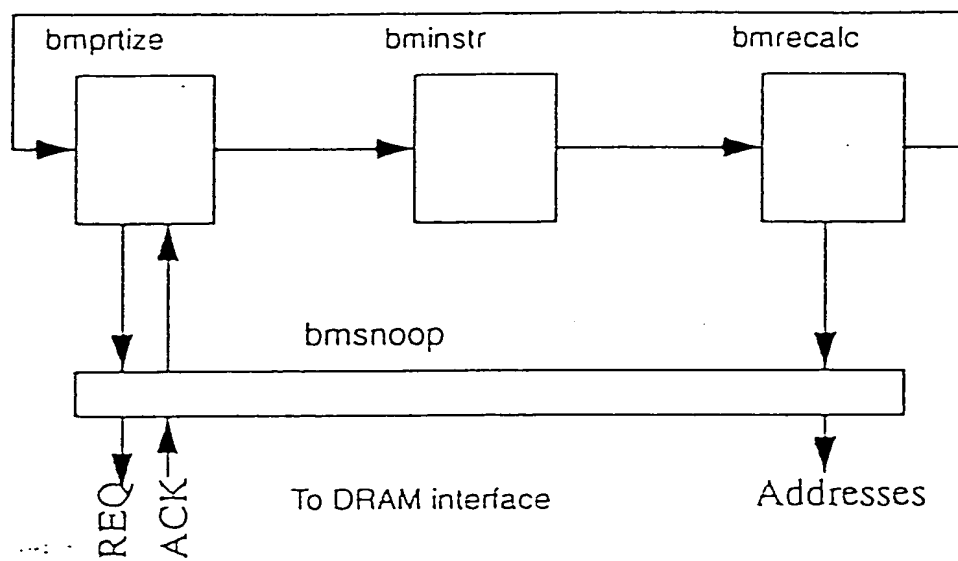 bmprtize
bminstr
bmrecalc
bmsnoop
REQ
ACK
To DRAM interface
Addresses